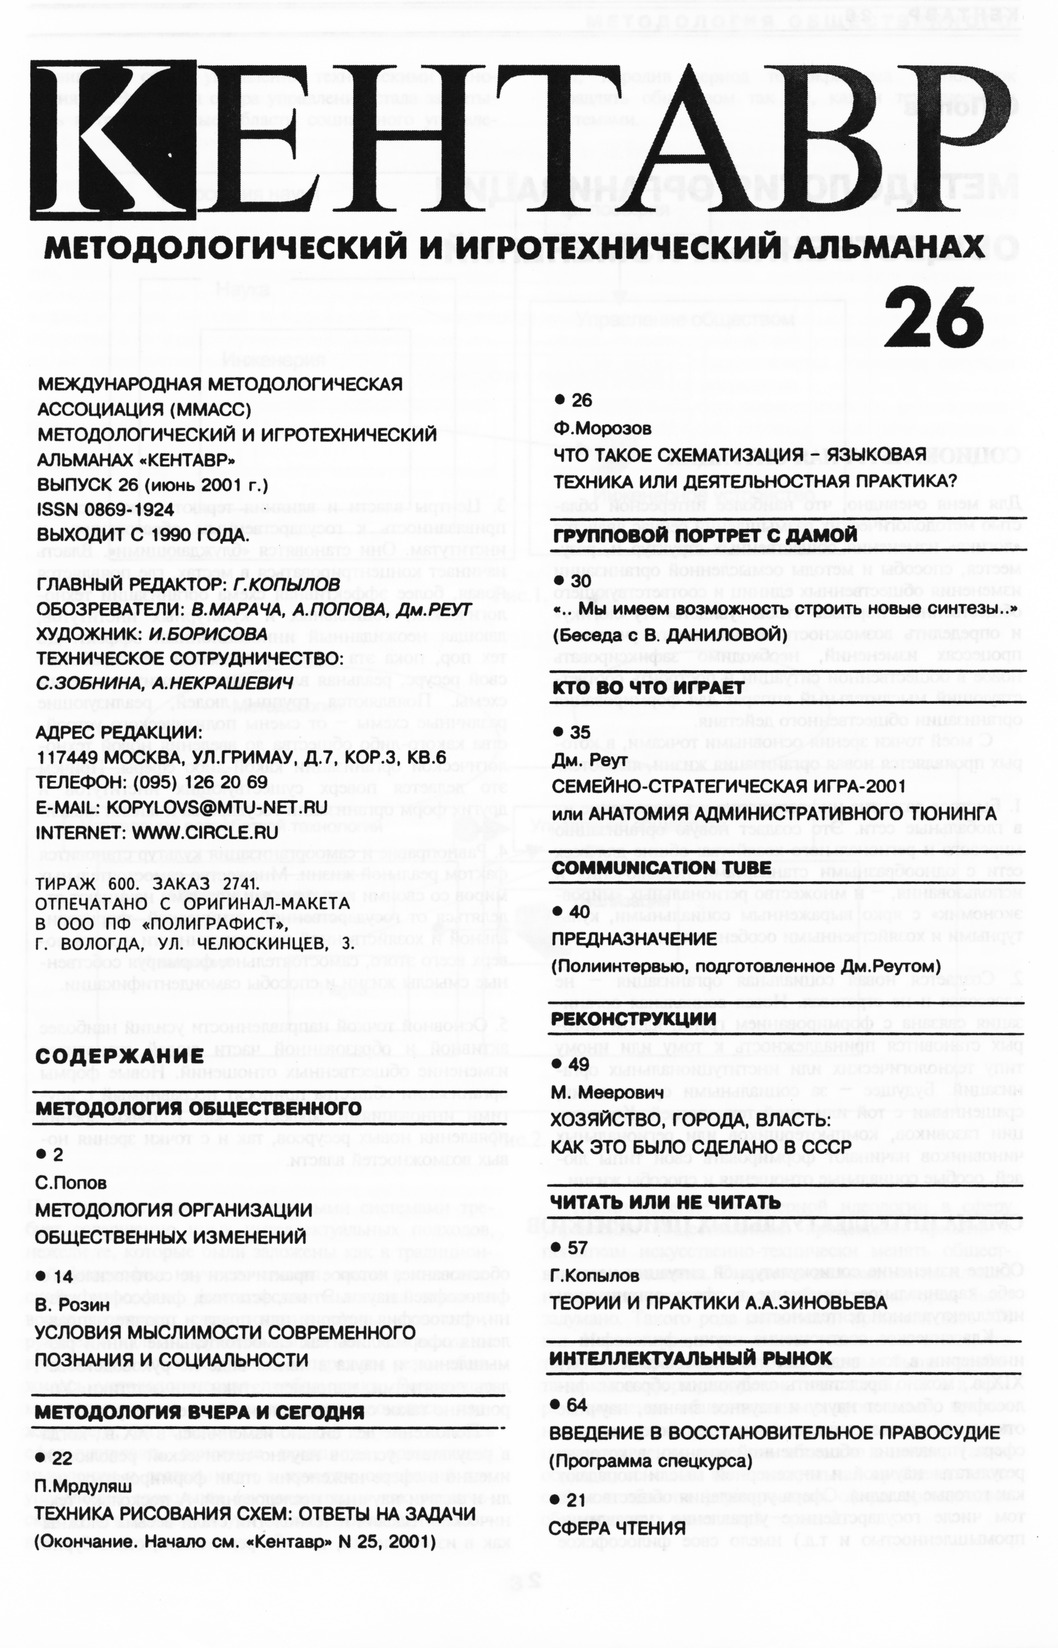 КЕНТАВР
МЕТОДОЛОГИЧЕСКИЙ И ИГРОТЕХНИЧЕСКИЙ АЛЬМАНАХ
26
МЕЖДУНАРОДНАЯ МЕТОДОЛОГИЧЕСКАЯ
АССОЦИАЦИЯ (ММАСС)
МЕТОДОЛОГИЧЕСКИЙ И ИГРОТЕХНИЧЕСКИЙ
АЛЬМАНАХ «КЕНТАВР»
ВЫПУСК 26 (июнь 2001 г.)
ISSN 0869-1924
ВЫХОДИТ С 1990 ГОДА.
ГЛАВНЫЙ РЕДАКТОР: Г.КОПЫЛОВ
ОБОЗРЕВАТЕЛИ: В.МАРАЧА, А.ПОПОВА, Дм.РЕУТ
ХУДОЖНИК: И.БОРИСОВА
ТЕХНИЧЕСКОЕ СОТРУДНИЧЕСТВО:
С.ЗОБНИНА, А.НЕКРАШЕВИЧ
АДРЕС РЕДАКЦИИ:
117449 МОСКВА, УЛ.ГРИМАУ, Д.7, КОР.3, КВ.6
ТЕЛЕФОН: (095) 126 20 69
E-MAIL: KOPYLOVS@MTU-NET.RU
INTERNET: WWW.CIRCLE.RU
ТИРАЖ 600. ЗАКАЗ 2741.
ОТПЕЧАТАНО С ОРИГИНАЛ-МАКЕТА
В ООО ПФ «ПОЛИГРАФИСТ»,
Г. ВОЛОГДА, УЛ. ЧЕЛЮСКИНЦЕВ, 3.
СОДЕРЖАНИЕ
МЕТОДОЛОГИЯ ОБЩЕСТВЕННОГО
● 2
С.Попов
МЕТОДОЛОГИЯ ОРГАНИЗАЦИИ
ОБЩЕСТВЕННЫХ ИЗМЕНЕНИЙ
● 14
В. Розин
УСЛОВИЯ МЫСЛИМОСТИ СОВРЕМЕННОГО
ПОЗНАНИЯ И СОЦИАЛЬНОСТИ
МЕТОДОЛОГИЯ ВЧЕРА И СЕГОДНЯ
● 22
П.Мрдуляш
ТЕХНИКА РИСОВАНИЯ СХЕМ: ОТВЕТЫ НА ЗАДАЧИ
(Окончание. Начало см. «Кентавр» N 25, 2001)
● 26
Ф.Морозов
ЧТО ТАКОЕ СХЕМАТИЗАЦИЯ – ЯЗЫКОВАЯ
ТЕХНИКА ИЛИ ДЕЯТЕЛЬНОСТНАЯ ПРАКТИКА?
ГРУППОВОЙ ПОРТРЕТ С ДАМОЙ
● 30
«.. Мы имеем возможность строить новые синтезы..»
(Беседа с В. ДАНИЛОВОЙ)
КТО ВО ЧТО ИГРАЕТ
● 35
Дм. Реут
СЕМЕЙНО-СТРАТЕГИЧЕСКАЯ ИГРА-2001
или АНАТОМИЯ АДМИНИСТРАТИВНОГО ТЮНИНГА
COMMUNICATION TUBE
● 40
ПРЕДНАЗНАЧЕНИЕ
(Полиинтервью, подготовленное Дм.Реутом)
РЕКОНСТРУКЦИИ
● 49
М. Меерович
ХОЗЯЙСТВО, ГОРОДА, ВЛАСТЬ:
КАК ЭТО БЫЛО СДЕЛАНО В СССР
ЧИТАТЬ ИЛИ НЕ ЧИТАТЬ
● 57
Г.Копылов
ТЕОРИИ И ПРАКТИКИ А.А.ЗИНОВЬЕВА
ИНТЕЛЛЕКТУАЛЬНЫЙ РЫНОК
● 64
ВВЕДЕНИЕ В ВОССТАНОВИТЕЛЬНОЕ ПРАВОСУДИЕ
(Программа спецкурса)
● 21
СФЕРА ЧТЕНИЯ